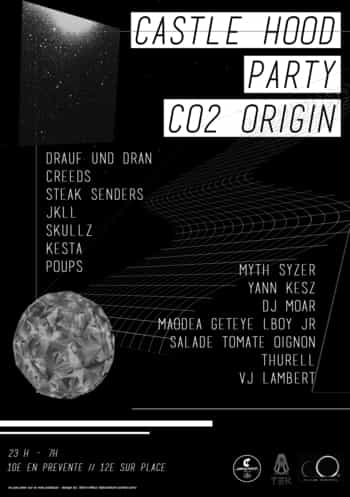 CASTLE HOOD
PARTY
CO2 ORIGIN
DRAUF UND DRAN
CREEDS
STEAK SENDERS
JKLL
SKULLZ
KESTA
POUPS
MYTH SYZER
YANN KESZ
DJ MOAR
MAODEA GETEYE LBOY JR
SALADE TOMATE OIGNON
THURELL
VJ LAMBERT
23 H - 7H
10E EN PREVENTE // 12E SUR PLACE
TEK